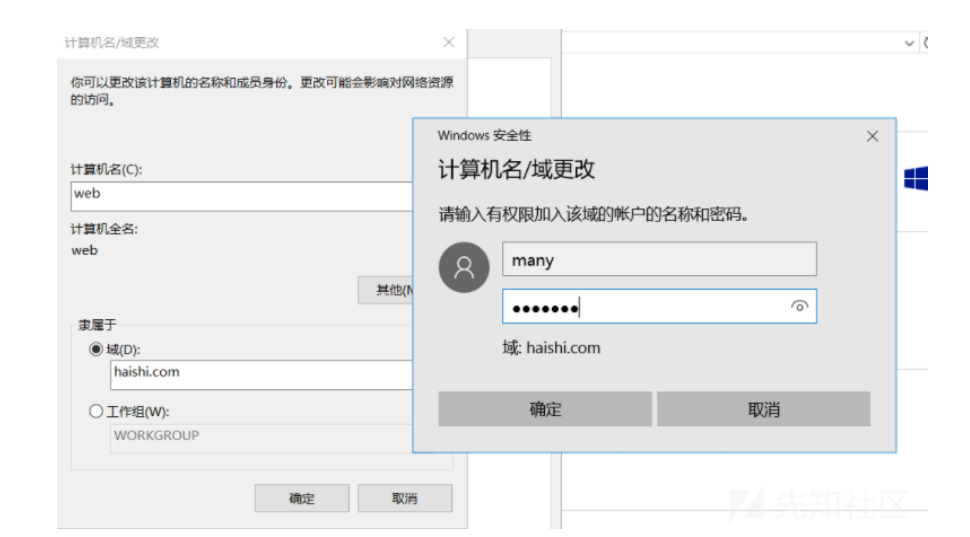 计算机名/域更改
你可以更改该计算机的名称和成员身份。更改可能会影响对网络资源
的访问。
计算机名(C):
web
计算机全名:
web
其他(
隶属于
域(D):
haishi.com
工作组(W):
WORKGROUP
确定
取消
Windows 安全性
计算机名/域更改
请输入有权限加入该域的帐户的名称和密码。
many
●●●●●●●
域: haishi.com
确定
取消
先知社区